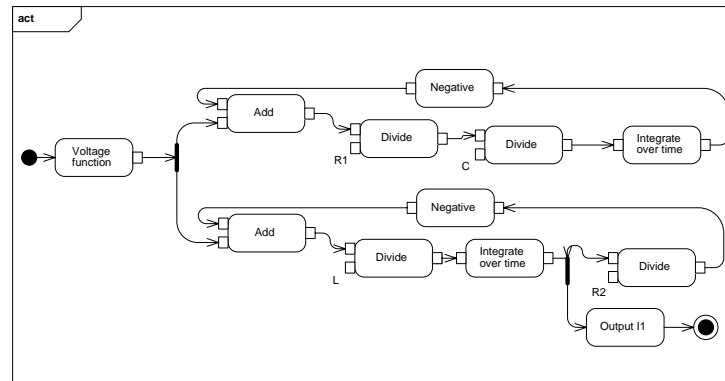 act
Negative
Add
Divide
R1
Divide
C
Integrate
over time
Voltage
function
Negative
Add
Divide
L
Integrate
over time
Divide
R2
Output I1